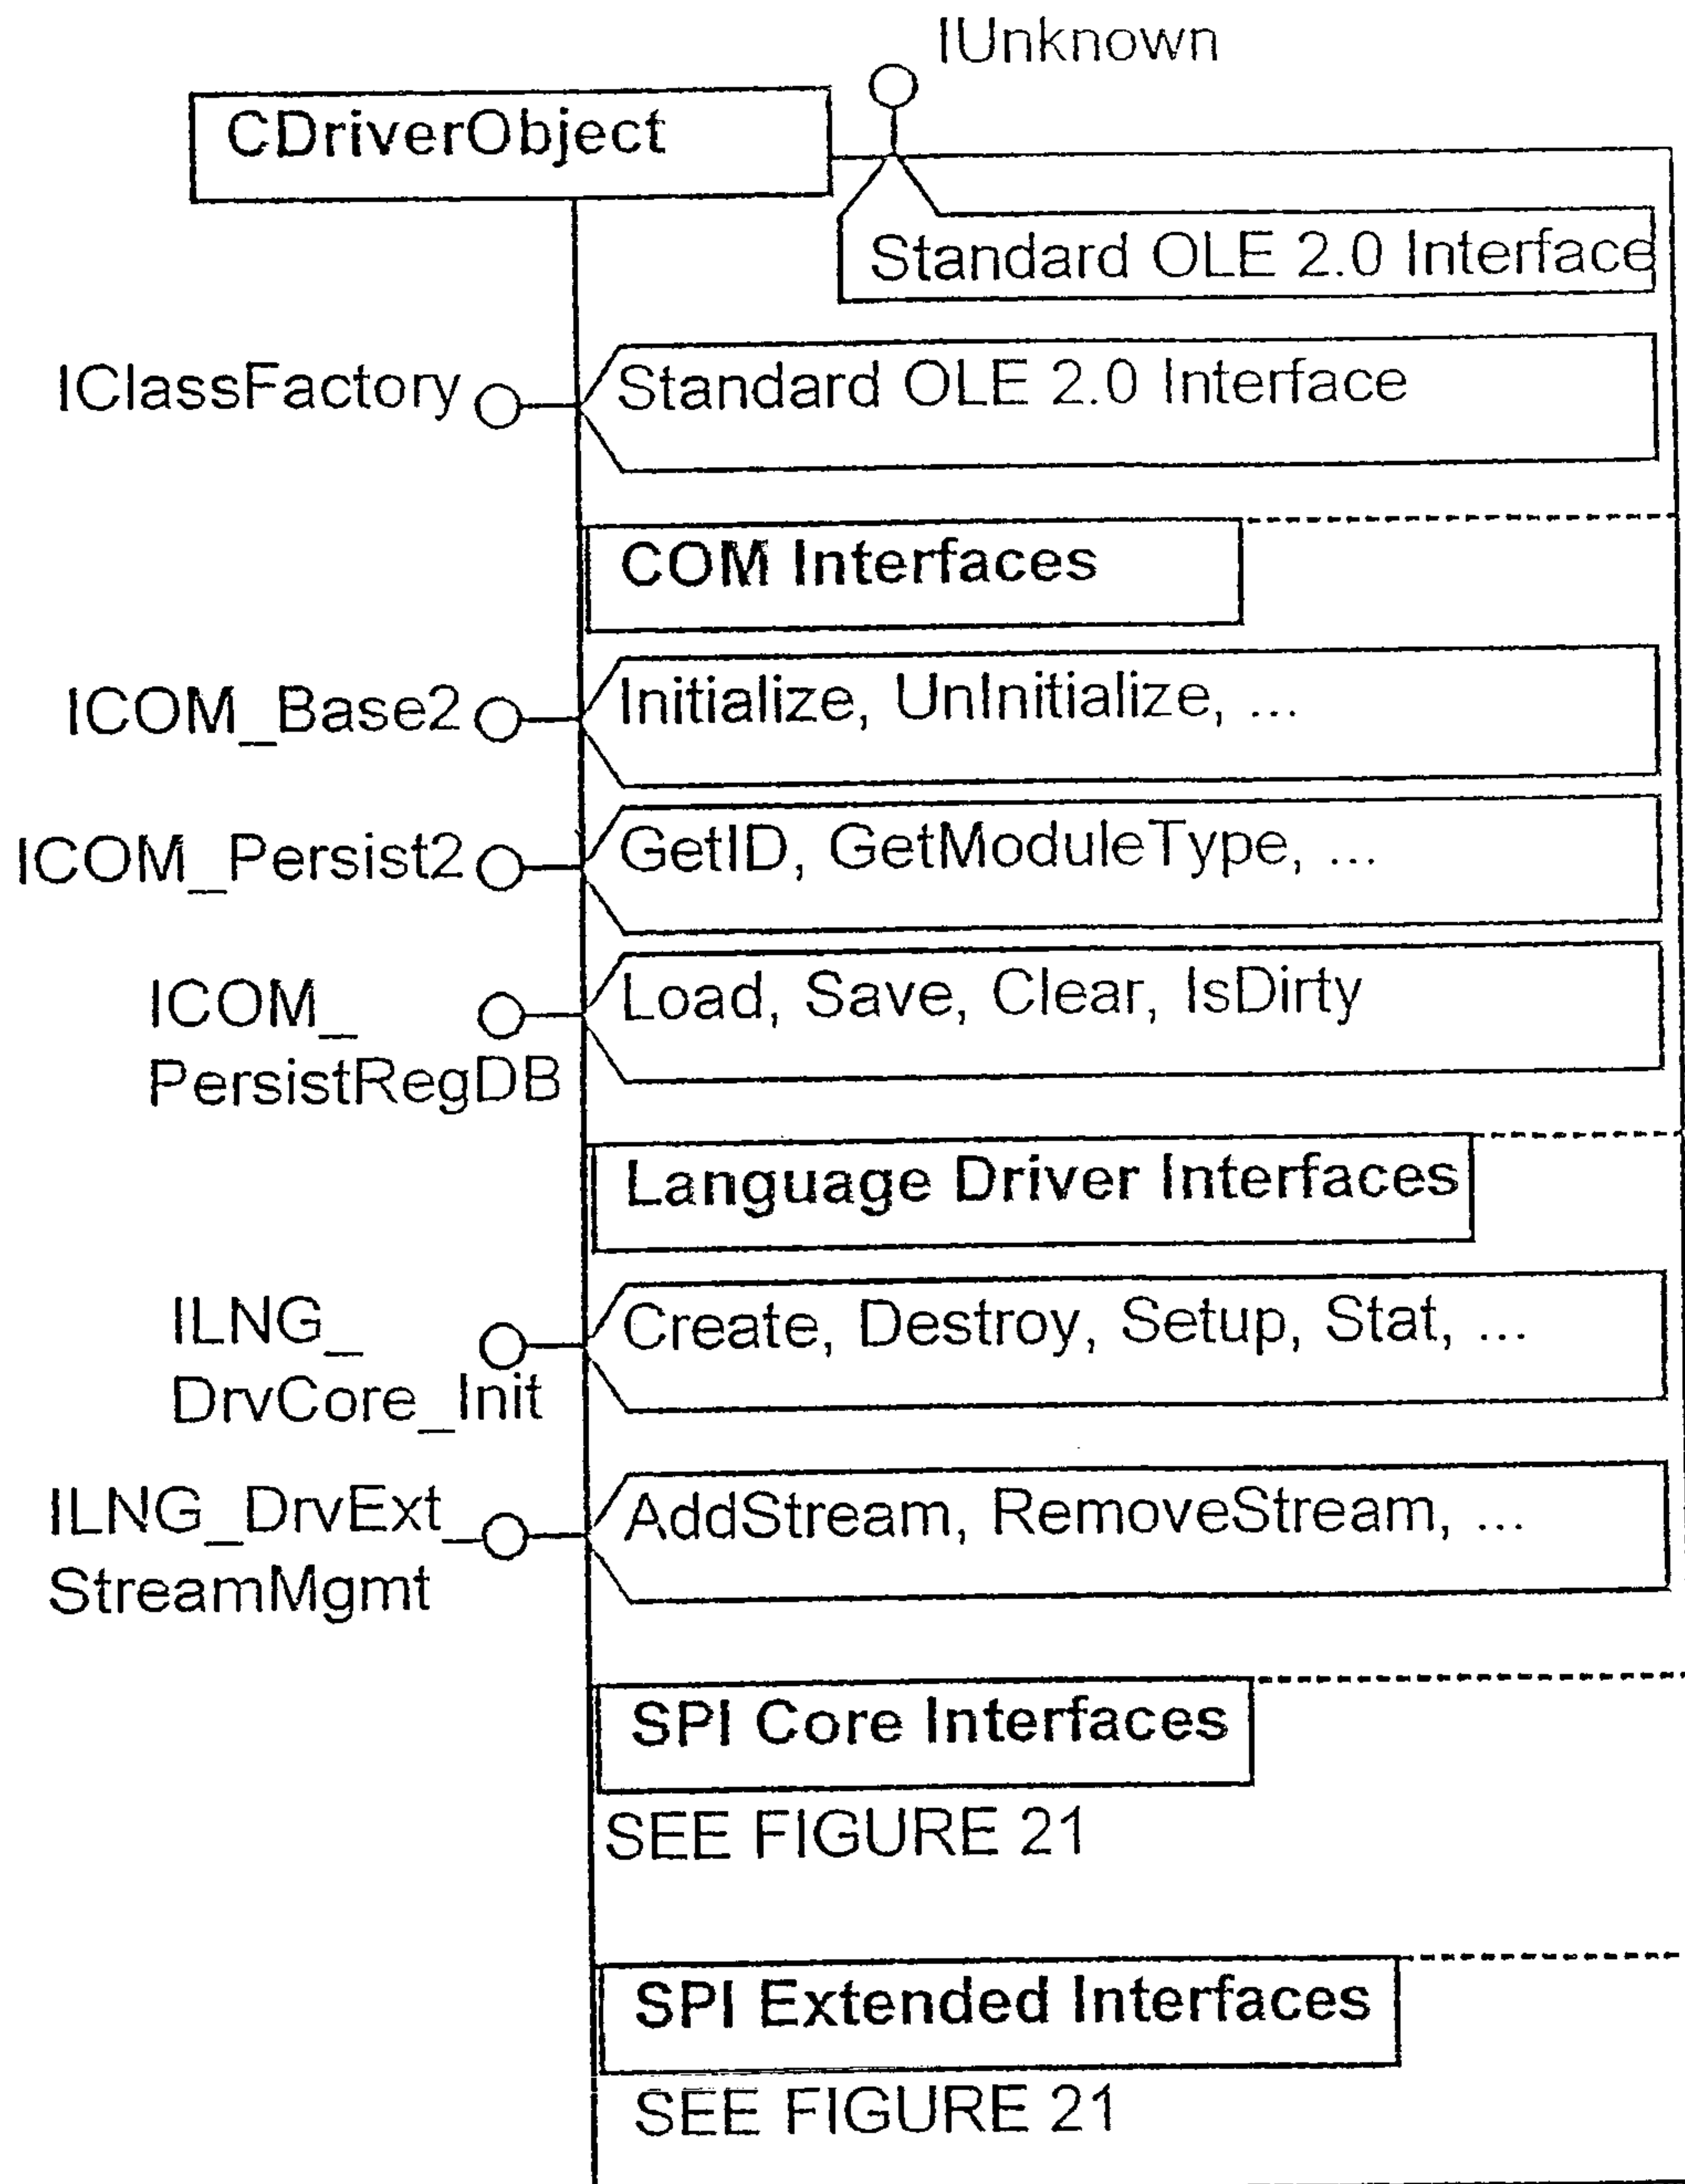 IUnknown
CDriverObject
Standard OLE 2.0 Interface
IClassFactory
Standard OLE 2.0 Interface
COM Interfaces
ICOM_Base2
Initialize, UnInitialize, ...
ICOM_Persist2
GetID, GetModuleType, ...
ICOM_
PersistRegDB
Load, Save, Clear, IsDirty
Language Driver Interfaces
ILNG_
DrvCore_Init
Create, Destroy, Setup, Stat, ...
ILNG_DrvExt_
StreamMgmt
AddStream, RemoveStream, ...
SPI Core Interfaces
SEE FIGURE 21
SPI Extended Interfaces
SEE FIGURE 21